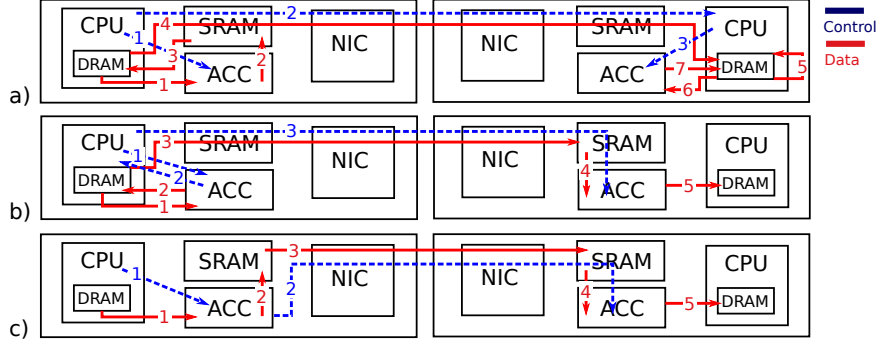 CPU 2 4 SRAM NIC CPU Control
1 3 3
DRAM ACC 2 NIC ACC 7 DRAM 5 Data
1 6
a)
CPU 3 SRAM NIC SRAM CPU
1 3
DRAM 2 ACC NIC 4 ACC 5 DRAM
2
1
b)
CPU SRAM 3 NIC SRAM CPU
1
DRAM ACC 2 2 NIC 4 ACC 5 DRAM
1
c)